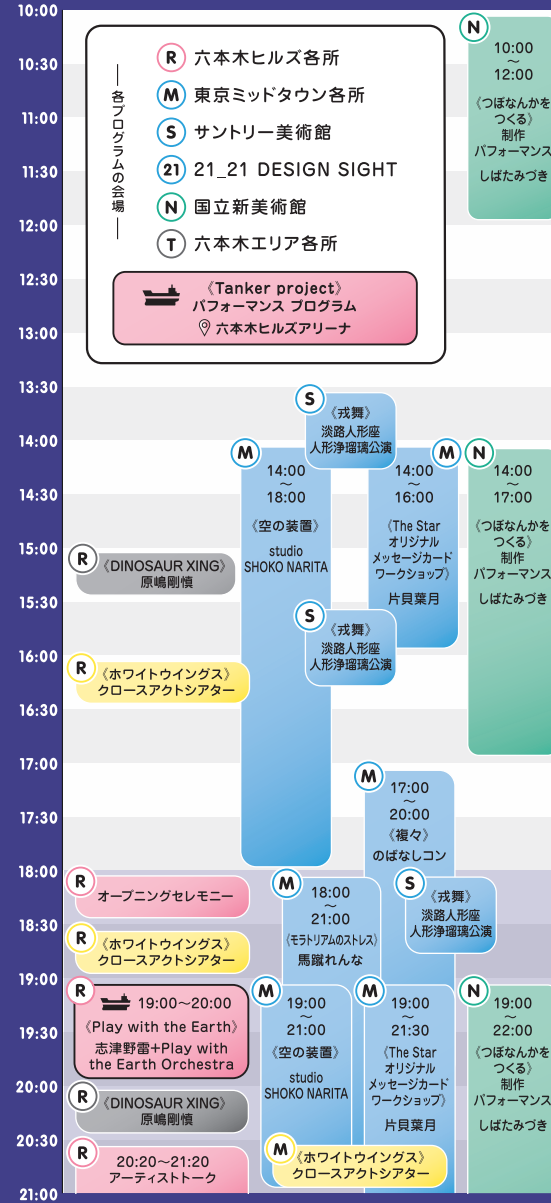 10:00
10:30
11:00
11:30
12:00
12:30
13:00
13:30
14:00
14:30
15:00
15:30
16:00
16:30
17:00
17:30
18:00
18:30
19:00
19:30
20:00
20:30
21:00
各プログラムの会場
R 六本木ヒルズ各所
M 東京ミッドタウン各所
S サントリー美術館
21 21_21 DESIGN SIGHT
N 国立新美術館
T 六本木エリア各所
《Tanker project》
パフォーマンス プログラム
六本木ヒルズアリーナ
N
10:00
〜
12:00
《つぼなんかを
つくる》
制作
パフォーマンス
しばたみづき
S
《戎舞》
淡路人形座
人形浄瑠璃公演
M
14:00
〜
18:00
《空の装置》
studio
SHOKO NARITA
M
14:00
〜
16:00
《The Star
オリジナル
メッセージカード
ワークショップ》
片貝葉月
N
14:00
〜
17:00
《つぼなんかを
つくる》
制作
パフォーマンス
しばたみづき
R
《DINOSAUR XING》
原嶋剛慎
S
《戎舞》
淡路人形座
人形浄瑠璃公演
R
《ホワイトウイングス》
クロースアクトシアター
M
17:00
〜
20:00
《複々》
のばなしコン
R
オープニングセレモニー
M
18:00
〜
21:00
《モラトリアムのストレス》
馬蹴れんな
S
《戎舞》
淡路人形座
人形浄瑠璃公演
R
《ホワイトウイングス》
クロースアクトシアター
R
19:00〜20:00
《Play with the Earth》
志津野雷+Play with
the Earth Orchestra
M
19:00
〜
21:00
《空の装置》
studio
SHOKO NARITA
M
19:00
〜
21:30
《The Star
オリジナル
メッセージカード
ワークショップ》
片貝葉月
N
19:00
〜
22:00
《つぼなんかを
つくる》
制作
パフォーマンス
しばたみづき
R
《DINOSAUR XING》
原嶋剛慎
R
20:20〜21:20
アーティストトーク
M
《ホワイトウイングス》
クロースアクトシアター